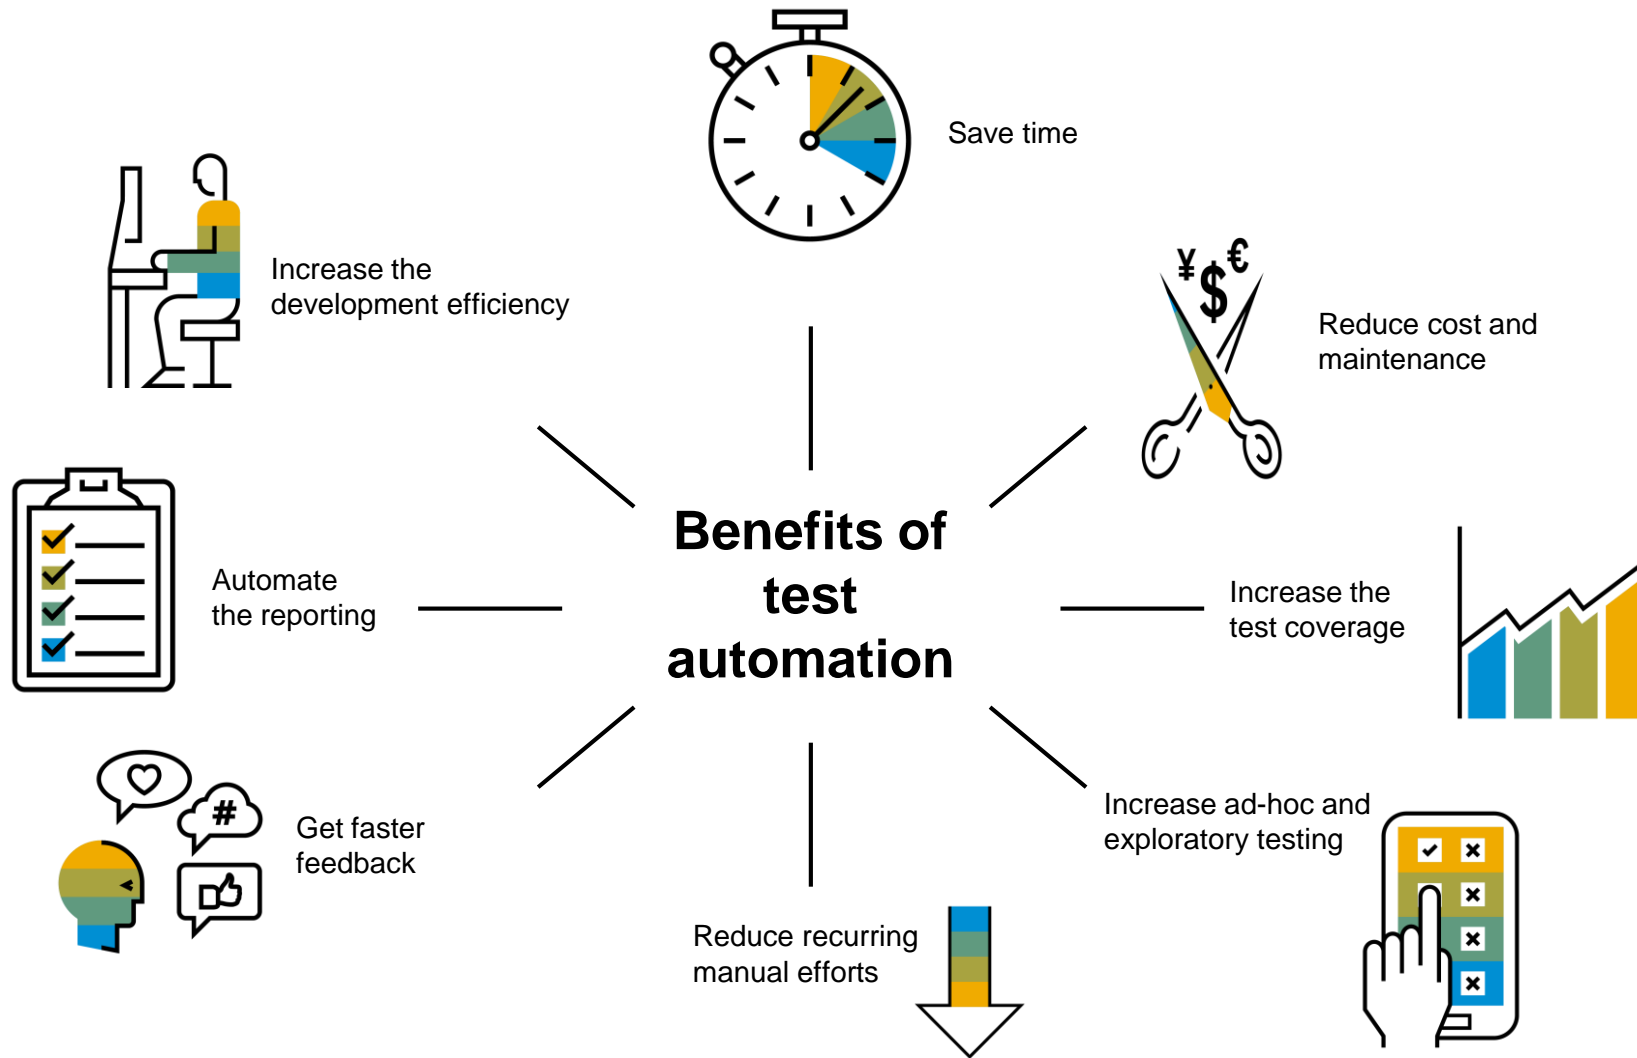 Save time
Increase the
development efficiency
¥ $ €
Reduce cost and
maintenance
Benefits of
test
automation
Automate
the reporting
Increase the
test coverage
#
Get faster
feedback
Increase ad-hoc and
exploratory testing
Reduce recurring
manual efforts